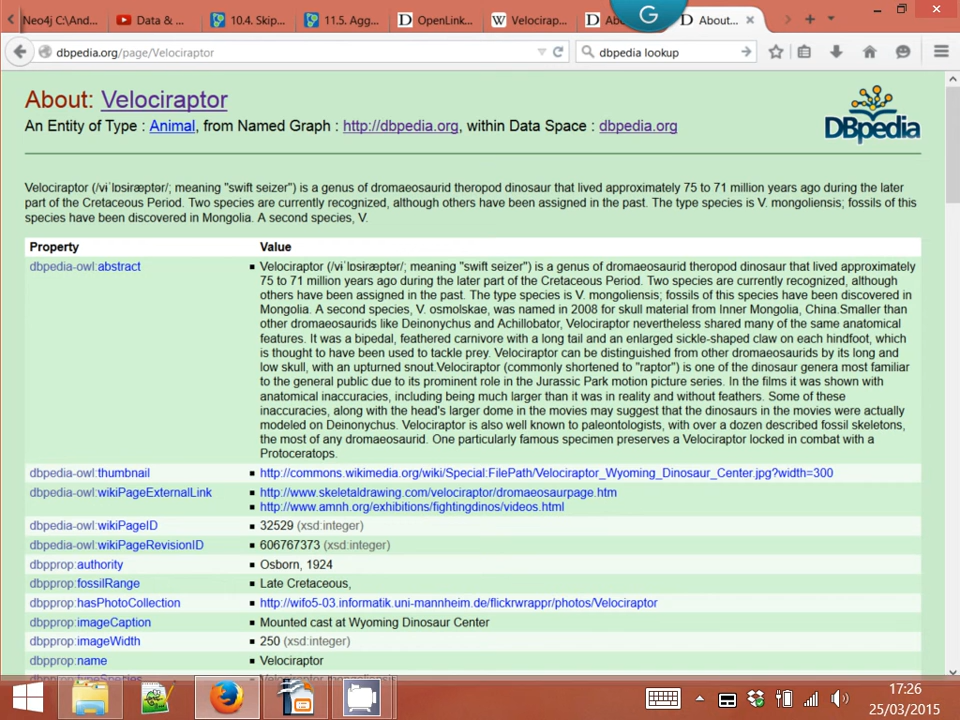 Neo4j C:\And...
Data & ...
10.4. Skip...
11.5. Agg...
OpenLink...
Velocirap...
Ab
G
About...
dbpedia.org/page/Velociraptor
dbpedia lookup
About: Velociraptor
An Entity of Type : Animal, from Named Graph : http://dbpedia.org, within Data Space : dbpedia.org
DBpedia
Velociraptor (/vɨˈlɒsɨræptər/; meaning "swift seizer") is a genus of dromaeosaurid theropod dinosaur that lived approximately 75 to 71 million years ago during the later
part of the Cretaceous Period. Two species are currently recognized, although others have been assigned in the past. The type species is V. mongoliensis; fossils of this
species have been discovered in Mongolia. A second species, V.
Property Value
dbpedia-owl:abstract
Velociraptor (/vɨˈlɒsɨræptər/; meaning "swift seizer") is a genus of dromaeosaurid theropod dinosaur that lived approximately
75 to 71 million years ago during the later part of the Cretaceous Period. Two species are currently recognized, although
others have been assigned in the past. The type species is V. mongoliensis; fossils of this species have been discovered in
Mongolia. A second species, V. osmolskae, was named in 2008 for skull material from Inner Mongolia, China.Smaller than
other dromaeosaurids like Deinonychus and Achillobator, Velociraptor nevertheless shared many of the same anatomical
features. It was a bipedal, feathered carnivore with a long tail and an enlarged sickle-shaped claw on each hindfoot, which
is thought to have been used to tackle prey. Velociraptor can be distinguished from other dromaeosaurids by its long and
low skull, with an upturned snout.Velociraptor (commonly shortened to "raptor") is one of the dinosaur genera most familiar
to the general public due to its prominent role in the Jurassic Park motion picture series. In the films it was shown with
anatomical inaccuracies, including being much larger than it was in reality and without feathers. Some of these
inaccuracies, along with the head's larger dome in the movies may suggest that the dinosaurs in the movies were actually
modeled on Deinonychus. Velociraptor is also well known to paleontologists, with over a dozen described fossil skeletons,
the most of any dromaeosaurid. One particularly famous specimen preserves a Velociraptor locked in combat with a
Protoceratops.
dbpedia-owl:thumbnail http://commons.wikimedia.org/wiki/Special:FilePath/Velociraptor_Wyoming_Dinosaur_Center.jpg?width=300
dbpedia-owl:wikiPageExternalLink http://www.skeletaldrawing.com/velociraptor/dromaeosaurpage.htm
http://www.amnh.org/exhibitions/fightingdinos/videos.html
dbpedia-owl:wikiPageID 32529 (xsd:integer)
dbpedia-owl:wikiPageRevisionID 606767373 (xsd:integer)
dbpprop:authority Osborn, 1924
dbpprop:fossilRange Late Cretaceous,
dbpprop:hasPhotoCollection http://wifo5-03.informatik.uni-mannheim.de/flickrwrappr/photos/Velociraptor
dbpprop:imageCaption Mounted cast at Wyoming Dinosaur Center
dbpprop:imageWidth 250 (xsd:integer)
dbpprop:name Velociraptor
17:26
25/03/2015